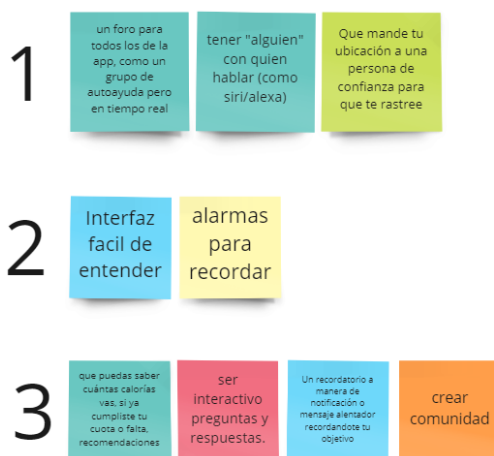 1
un foro para
todos los de la
app, como un
grupo de
autoayuda pero
en tiempo real
tener "alguien"
con quien
hablar (como
siri/alexa)
Que mande tu
ubicación a una
persona de
confianza para
que te rastree
2
Interfaz
facil de
entender
alarmas
para
recordar
3
que puedas saber
cuántas calorías
vas, si ya
cumpliste tu
cuota o falta,
recomendaciones
ser
interactivo
preguntas y
respuestas.
Un recordatorio a
manera de
notificación o
mensaje alentador
recordandote tu
objetivo
crear
comunidad